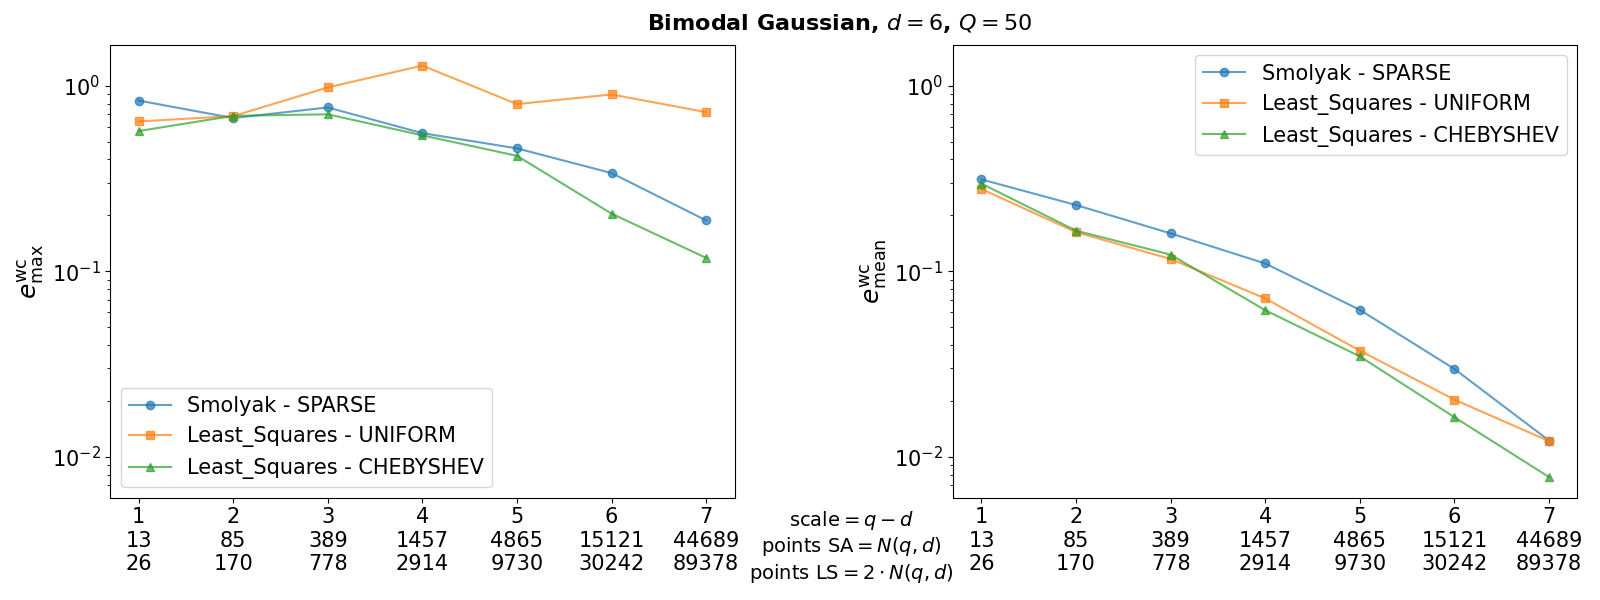 Bimodal Gaussian, d = 6, Q = 50
e^wc_max
10^0
10^−1
10^−2
Smolyak - SPARSE
Least_Squares - UNIFORM
Least_Squares - CHEBYSHEV
1 2 3 4 5 6 7
13 85 389 1457 4865 15121 44689
26 170 778 2914 9730 30242 89378
scale = q − d
points SA = N(q, d)
points LS = 2 · N(q, d)
e^wc_mean
10^0
10^−1
10^−2
Smolyak - SPARSE
Least_Squares - UNIFORM
Least_Squares - CHEBYSHEV
1 2 3 4 5 6 7
13 85 389 1457 4865 15121 44689
26 170 778 2914 9730 30242 89378